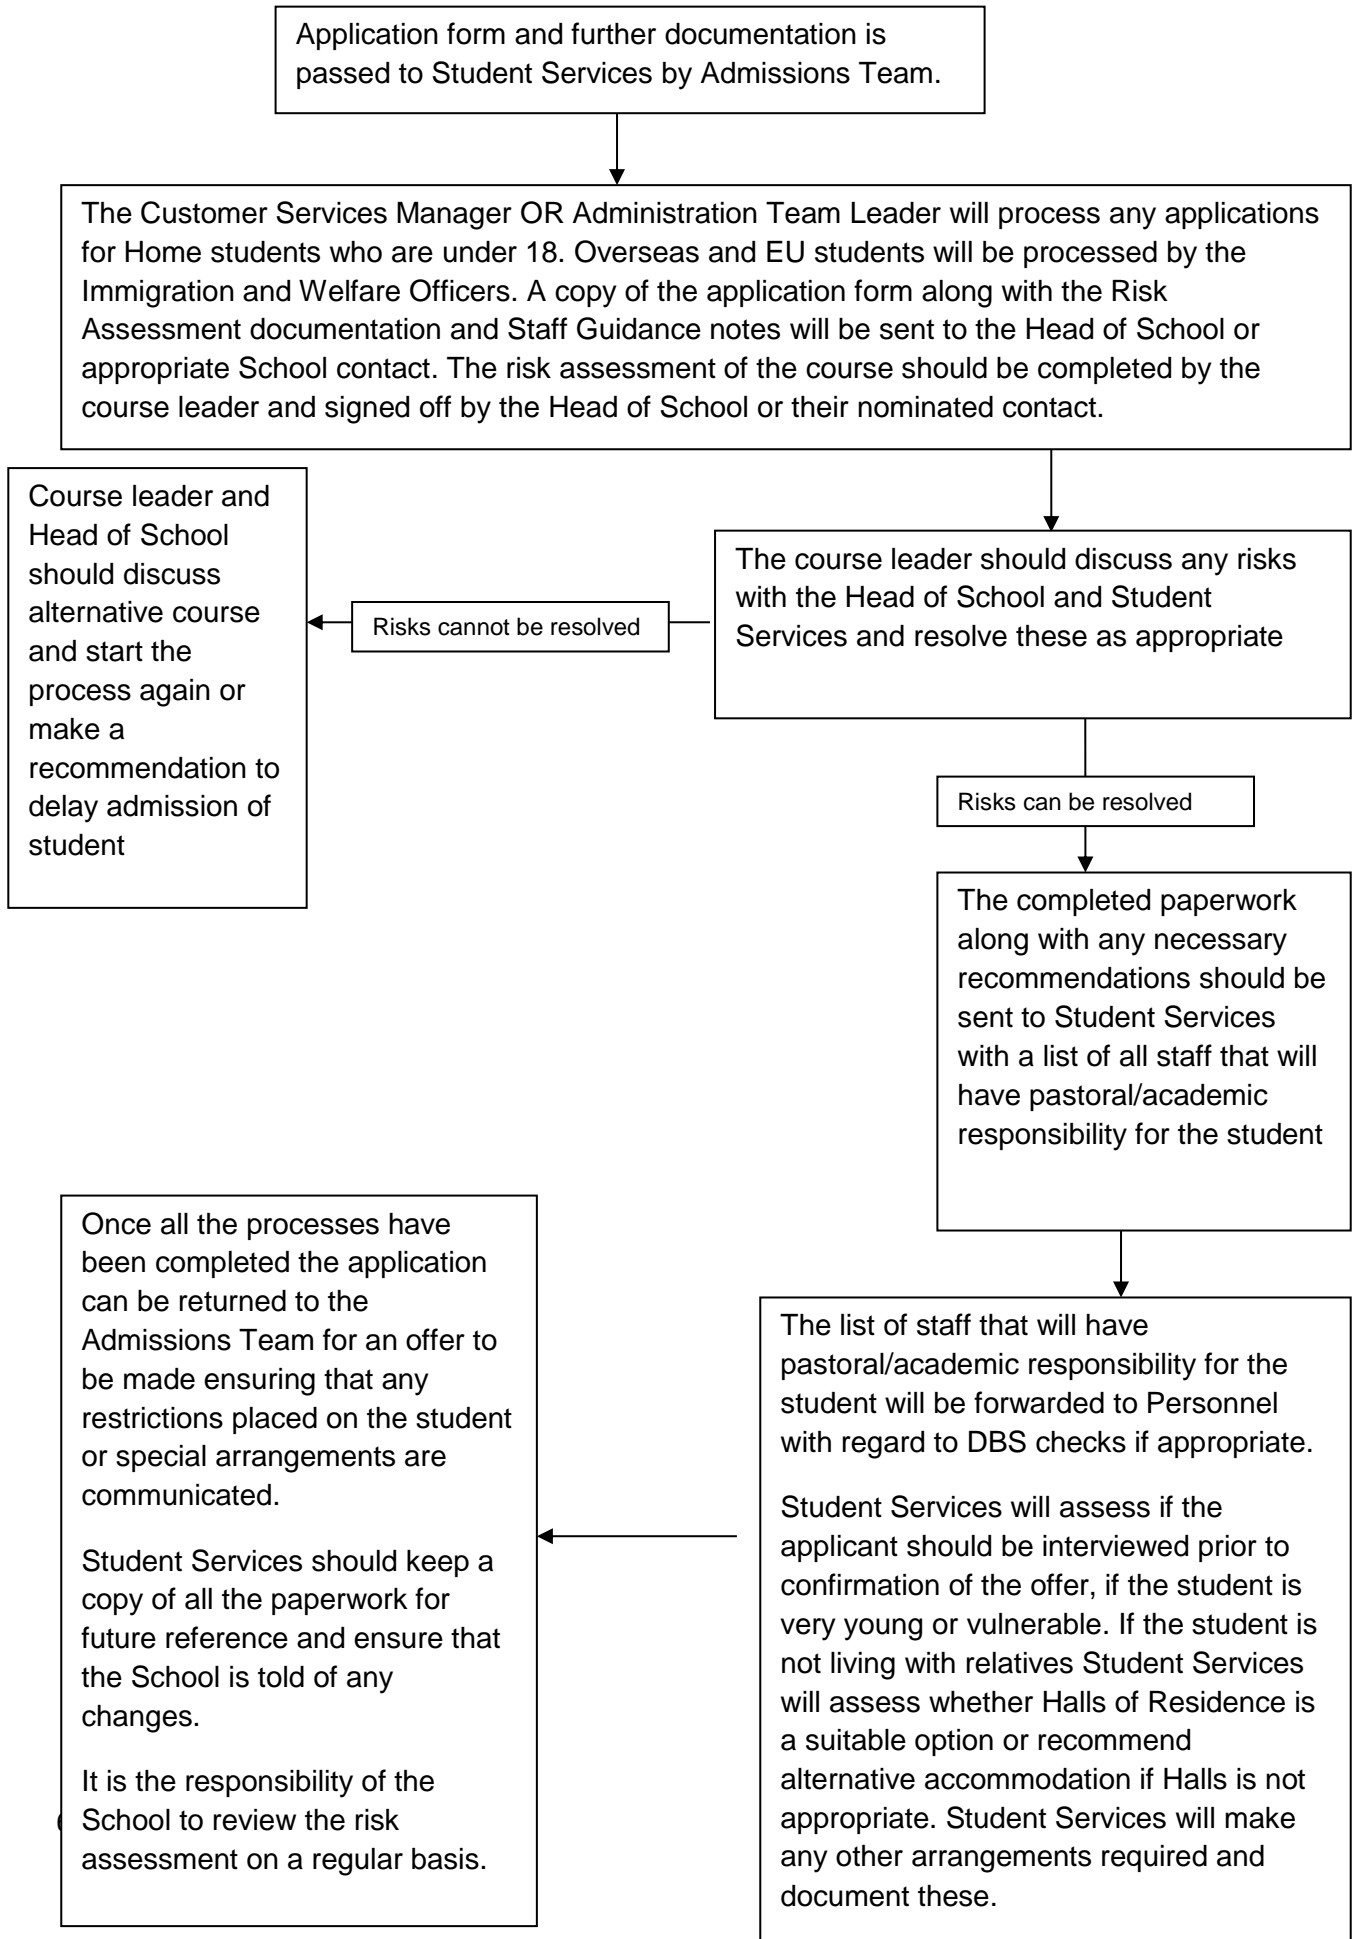 Application form and further documentation is
passed to Student Services by Admissions Team.
The Customer Services Manager OR Administration Team Leader will process any applications
for Home students who are under 18. Overseas and EU students will be processed by the
Immigration and Welfare Officers. A copy of the application form along with the Risk
Assessment documentation and Staff Guidance notes will be sent to the Head of School or
appropriate School contact. The risk assessment of the course should be completed by the
course leader and signed off by the Head of School or their nominated contact.
The course leader should discuss any risks
with the Head of School and Student
Services and resolve these as appropriate
Risks cannot be resolved
Course leader and
Head of School
should discuss
alternative course
and start the
process again or
make a
recommendation to
delay admission of
student
Risks can be resolved
The completed paperwork
along with any necessary
recommendations should be
sent to Student Services
with a list of all staff that will
have pastoral/academic
responsibility for the student
The list of staff that will have
pastoral/academic responsibility for the
student will be forwarded to Personnel
with regard to DBS checks if appropriate.
Student Services will assess if the
applicant should be interviewed prior to
confirmation of the offer, if the student is
very young or vulnerable. If the student is
not living with relatives Student Services
will assess whether Halls of Residence is
a suitable option or recommend
alternative accommodation if Halls is not
appropriate. Student Services will make
any other arrangements required and
document these.
Once all the processes have
been completed the application
can be returned to the
Admissions Team for an offer to
be made ensuring that any
restrictions placed on the student
or special arrangements are
communicated.
Student Services should keep a
copy of all the paperwork for
future reference and ensure that
the School is told of any
changes.
It is the responsibility of the
School to review the risk
assessment on a regular basis.